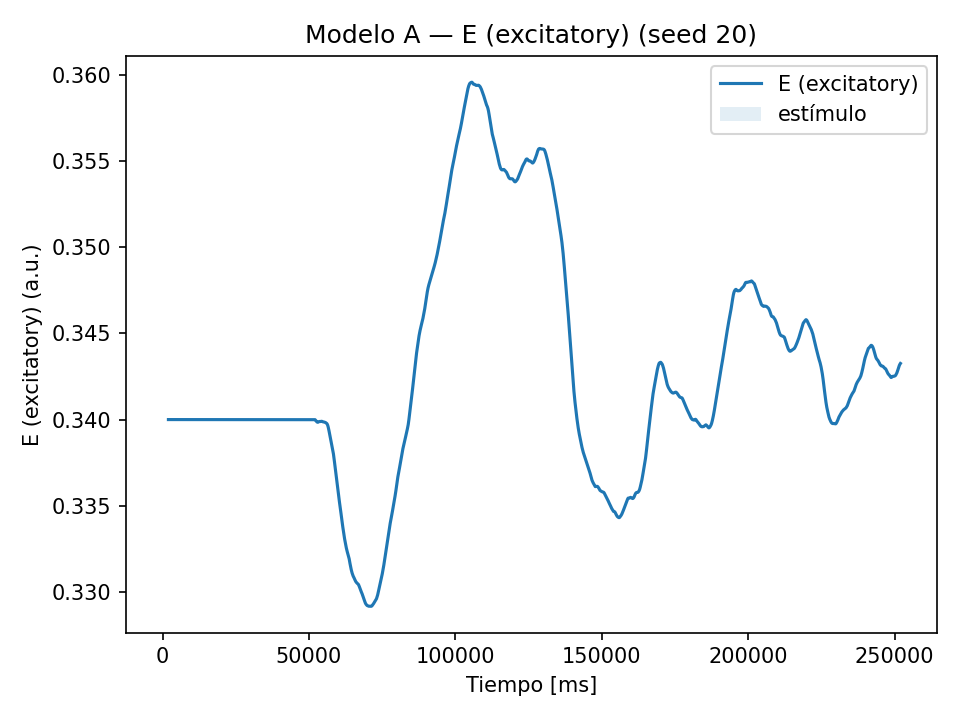 Modelo A — E (excitatory) (seed 20)
E (excitatory)
estímulo
E (excitatory) (a.u.)
0.360
0.355
0.350
0.345
0.340
0.335
0.330
0
50000
100000
150000
200000
250000
Tiempo [ms]